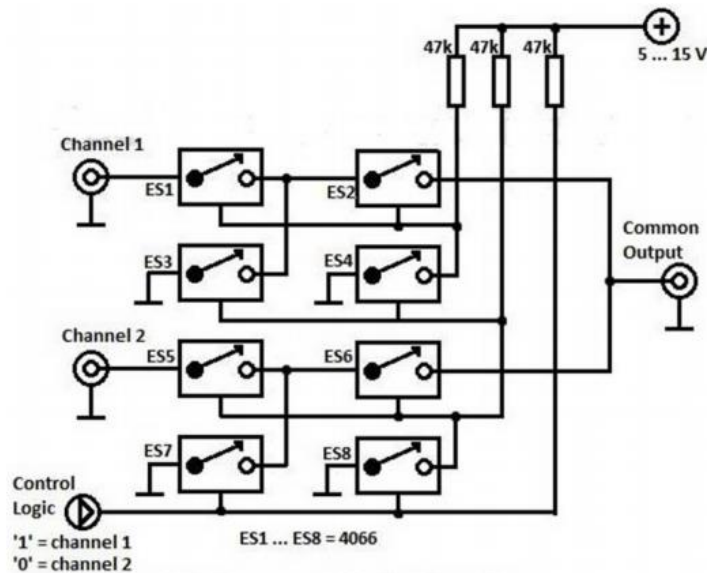 47k 47k 47k
5 ... 15 V
Channel 1
ES1
ES2
Common
Output
ES3
ES4
Channel 2
ES5
ES6
ES7
ES8
Control
Logic
'1' = channel 1
'0' = channel 2
ES1 ... ES8 = 4066